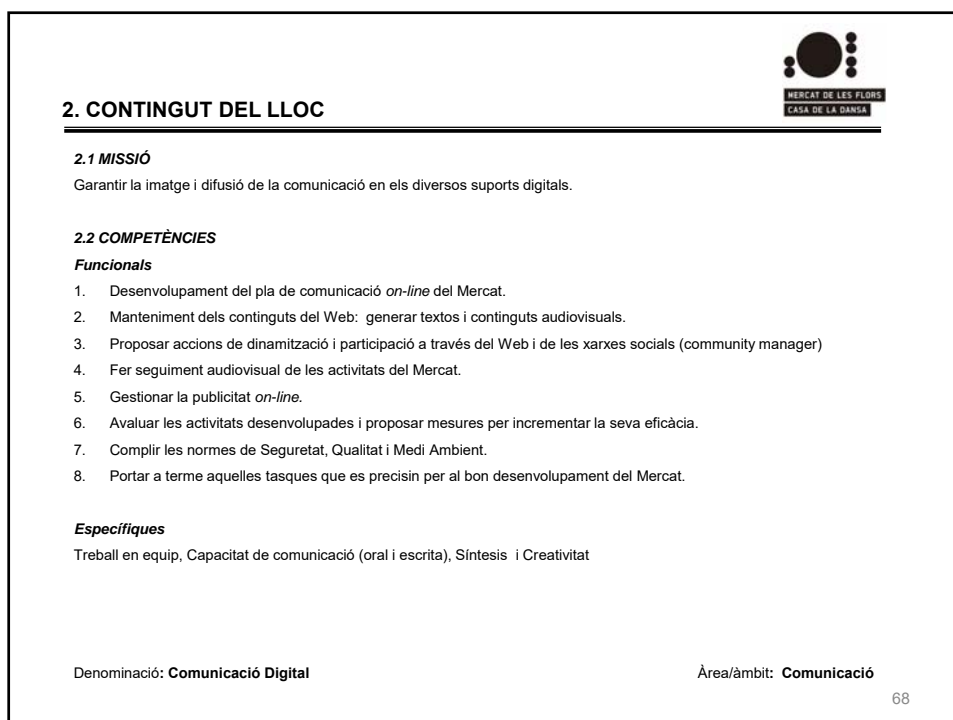 MERCAT DE LES FLORS
CASA DE LA DANSA
2. CONTINGUT DEL LLOC
2.1 MISSIÓ
Garantir la imatge i difusió de la comunicació en els diversos suports digitals.
2.2 COMPETÈNCIES
Funcionals
1. Desenvolupament del pla de comunicació on-line del Mercat.
2. Manteniment dels continguts del Web: generar textos i continguts audiovisuals.
3. Proposar accions de dinamització i participació a través del Web i de les xarxes socials (community manager)
4. Fer seguiment audiovisual de les activitats del Mercat.
5. Gestionar la publicitat on-line.
6. Avaluar les activitats desenvolupades i proposar mesures per incrementar la seva eficàcia.
7. Complir les normes de Seguretat, Qualitat i Medi Ambient.
8. Portar a terme aquelles tasques que es precisin per al bon desenvolupament del Mercat.
Específiques
Treball en equip, Capacitat de comunicació (oral i escrita), Síntesis i Creativitat
Denominació: Comunicació Digital Àrea/àmbit: Comunicació
68